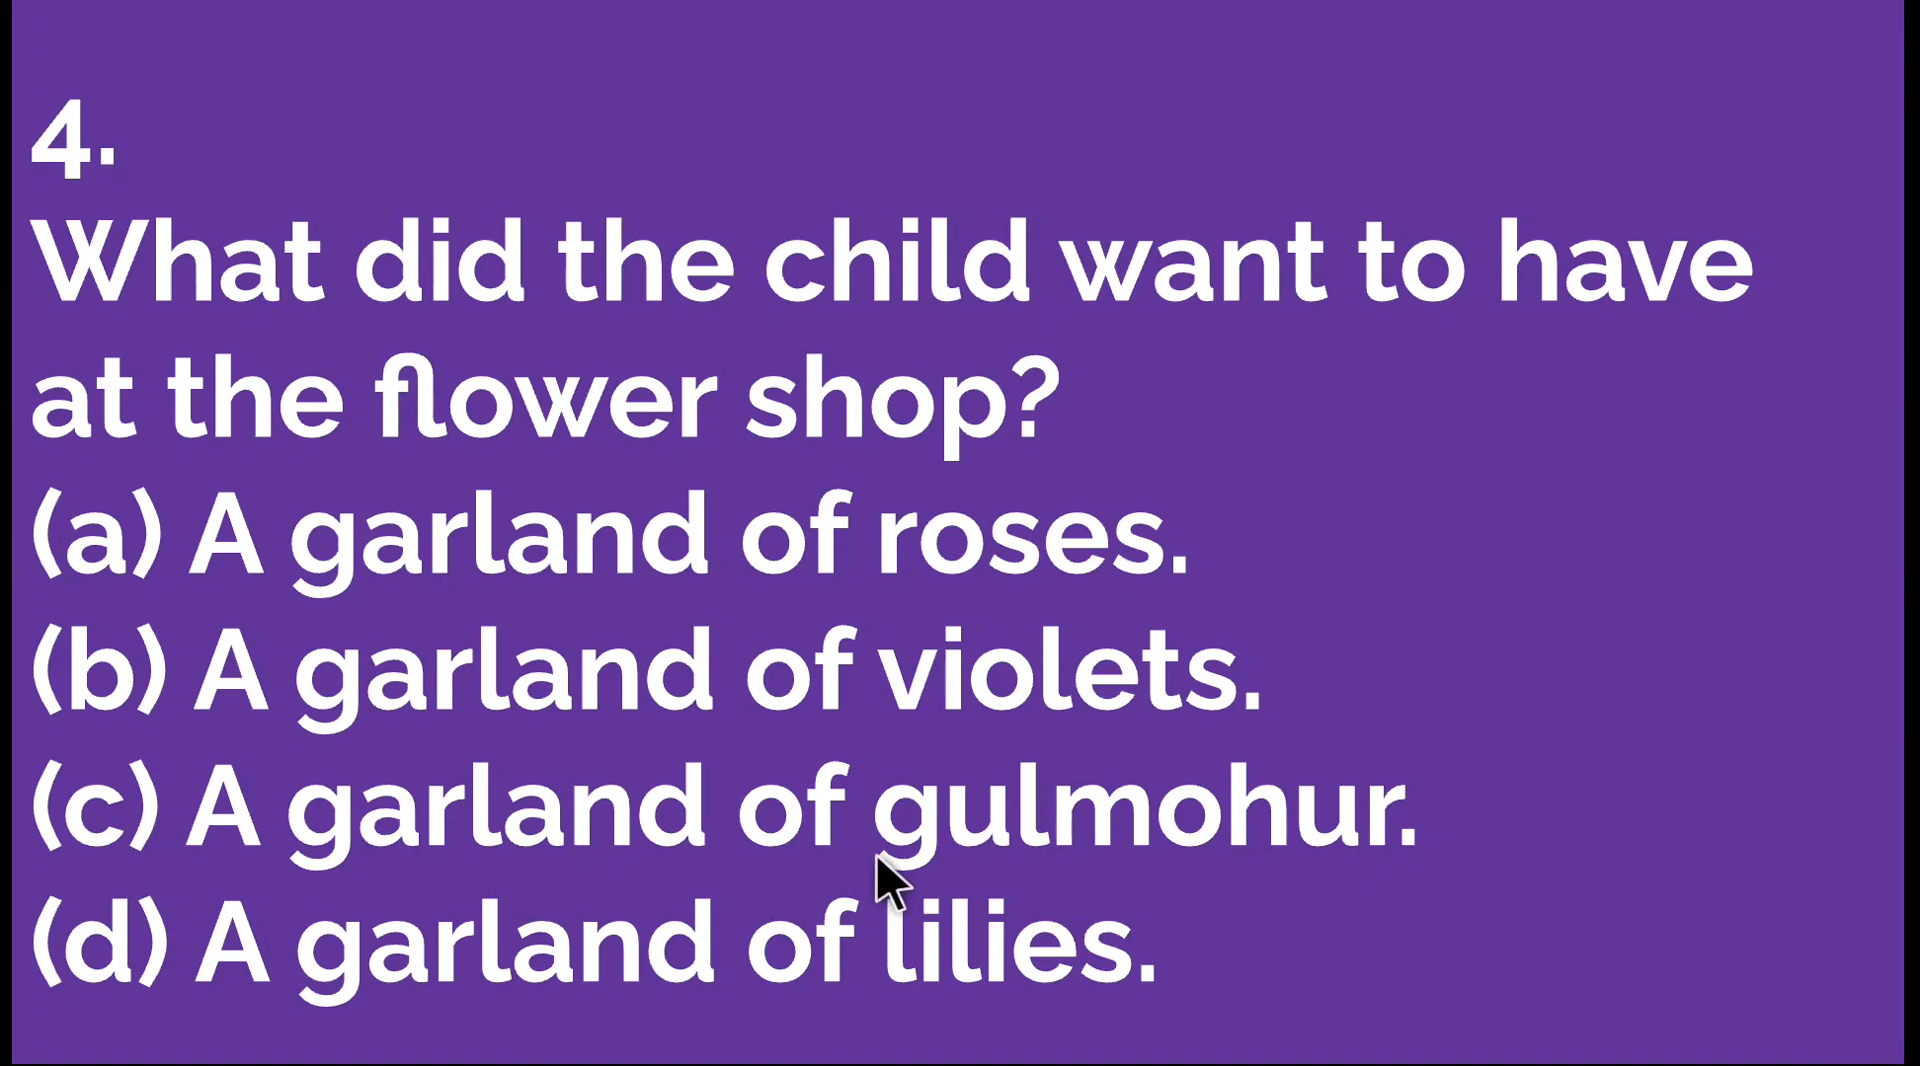 4.
What did the child want to have
at the flower shop?
(a) A garland of roses.
(b) A garland of violets.
(c) A garland of gulmohur.
(d) A garland of lilies.